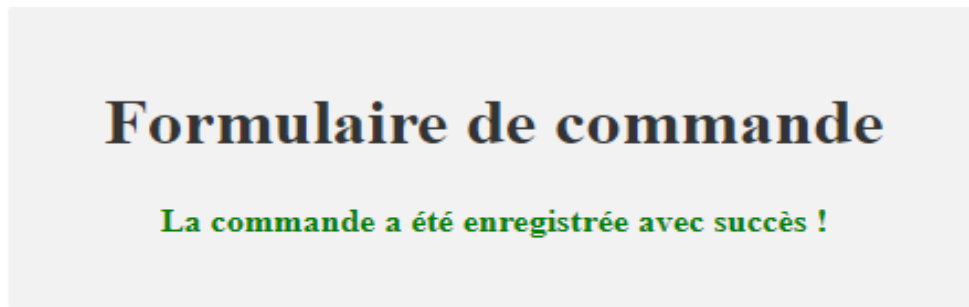 Formulaire de commande
La commande a été enregistrée avec succès !